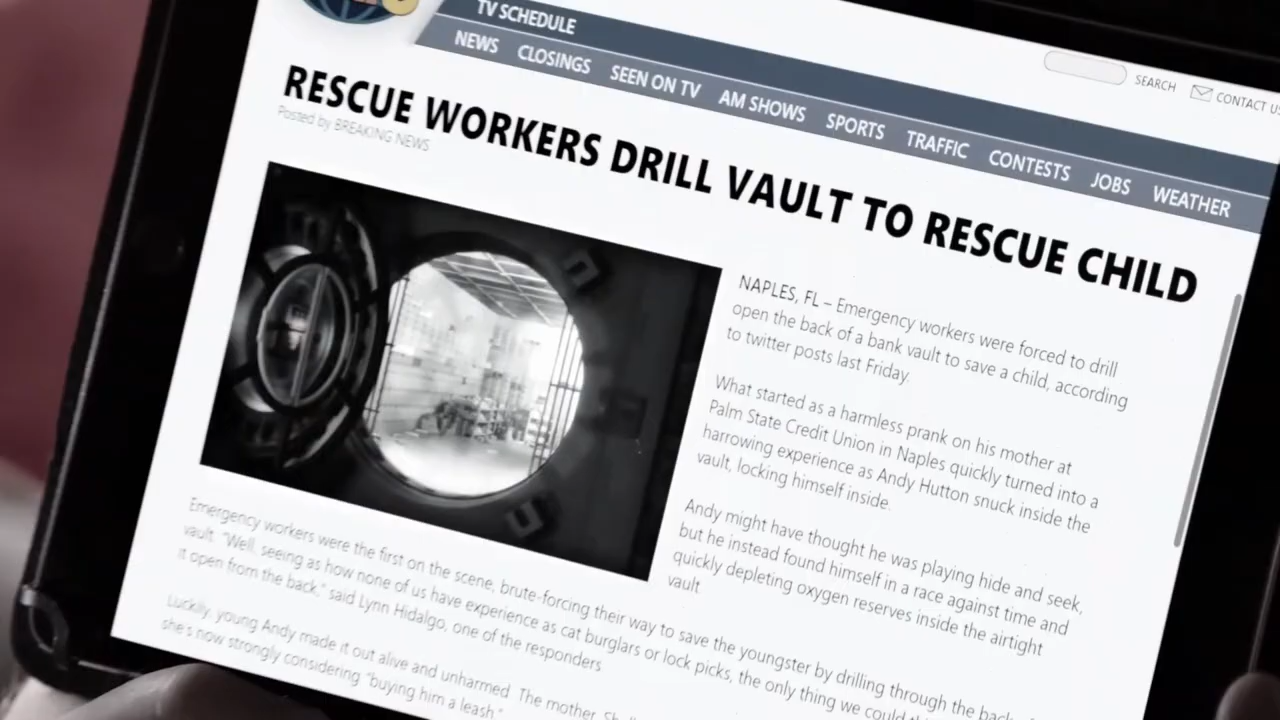 TV SCHEDULE
NEWS CLOSINGS SEEN ON TV AM SHOWS SPORTS TRAFFIC CONTESTS JOBS WEATHER
SEARCH CONTACT
RESCUE WORKERS DRILL VAULT TO RESCUE CHILD
Posted by BREAKING NEWS
NAPLES, FL – Emergency workers were forced to drill
open the back of a bank vault to save a child, according
to twitter posts last Friday.
What started as a harmless prank on his mother at
Palm State Credit Union in Naples quickly turned into a
harrowing experience as Andy Hutton snuck inside the
vault, locking himself inside.
Andy might have thought he was playing hide and seek,
but he instead found himself in a race against time and
quickly depleting oxygen reserves inside the airtight
vault
Emergency workers were the first on the scene, brute-forcing their way to save the youngster by drilling through the back
vault. "Well, seeing as how none of us have experience as cat burglars or lock picks, the only thing we could
it open from the back," said Lynn Hidalgo, one of the responders
Luckily, young Andy made it out alive and unharmed. The mother,
she's now strongly considering "buying him a leash."